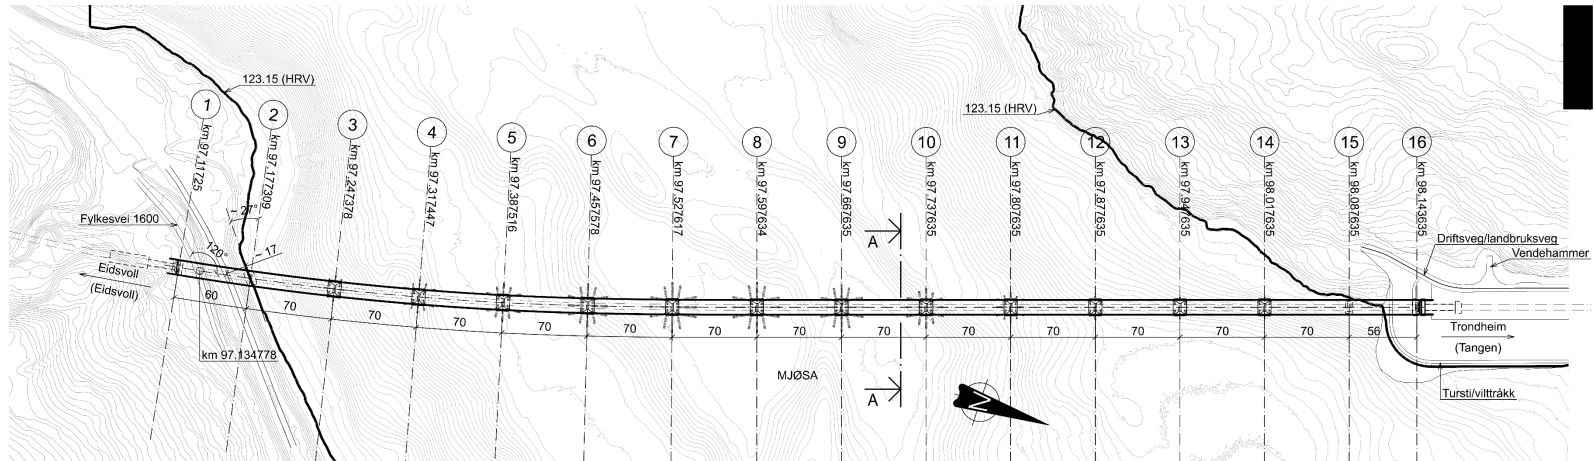 123.15 (HRV)
123.15 (HRV)
1
2
3
4
5
6
7
8
9
10
11
12
13
14
15
16
km 97.11725
km 97.177309
km 97.247378
km 97.317447
km 97.387516
km 97.457578
km 97.527617
km 97.597634
km 97.667635
km 97.737635
km 97.807635
km 97.877635
km 97.947635
km 98.017635
km 98.087635
km 98.143635
Fylkesvei 1600
~ 27°
120°
~ 17
A
Driftsveg/landbruksveg
Vendehammer
Eidsvoll
(Eidsvoll)
60
70
70
70
70
70
70
70
70
70
70
70
70
70
56
Trondheim
(Tangen)
km 97.134778
MJØSA
A
N
Tursti/vilttråkk